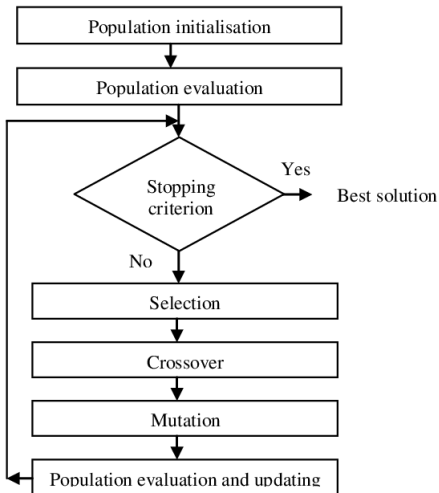 Population initialisation
Population evaluation
Yes
Stopping
criterion
Best solution
No
Selection
Crossover
Mutation
Population evaluation and updating